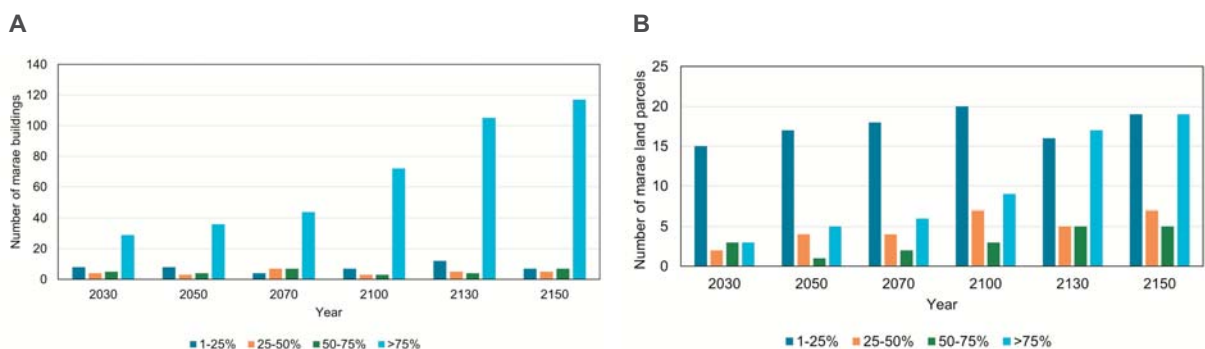 A
140
120
100
80
60
40
20
0
Number of marae buildings
2030 2050 2070 2100 2130 2150
Year
1-25% 25-50% 50-75% >75%
B
25
20
15
10
5
0
Number of marae land parcels
2030 2050 2070 2100 2130 2150
Year
1-25% 25-50% 50-75% >75%